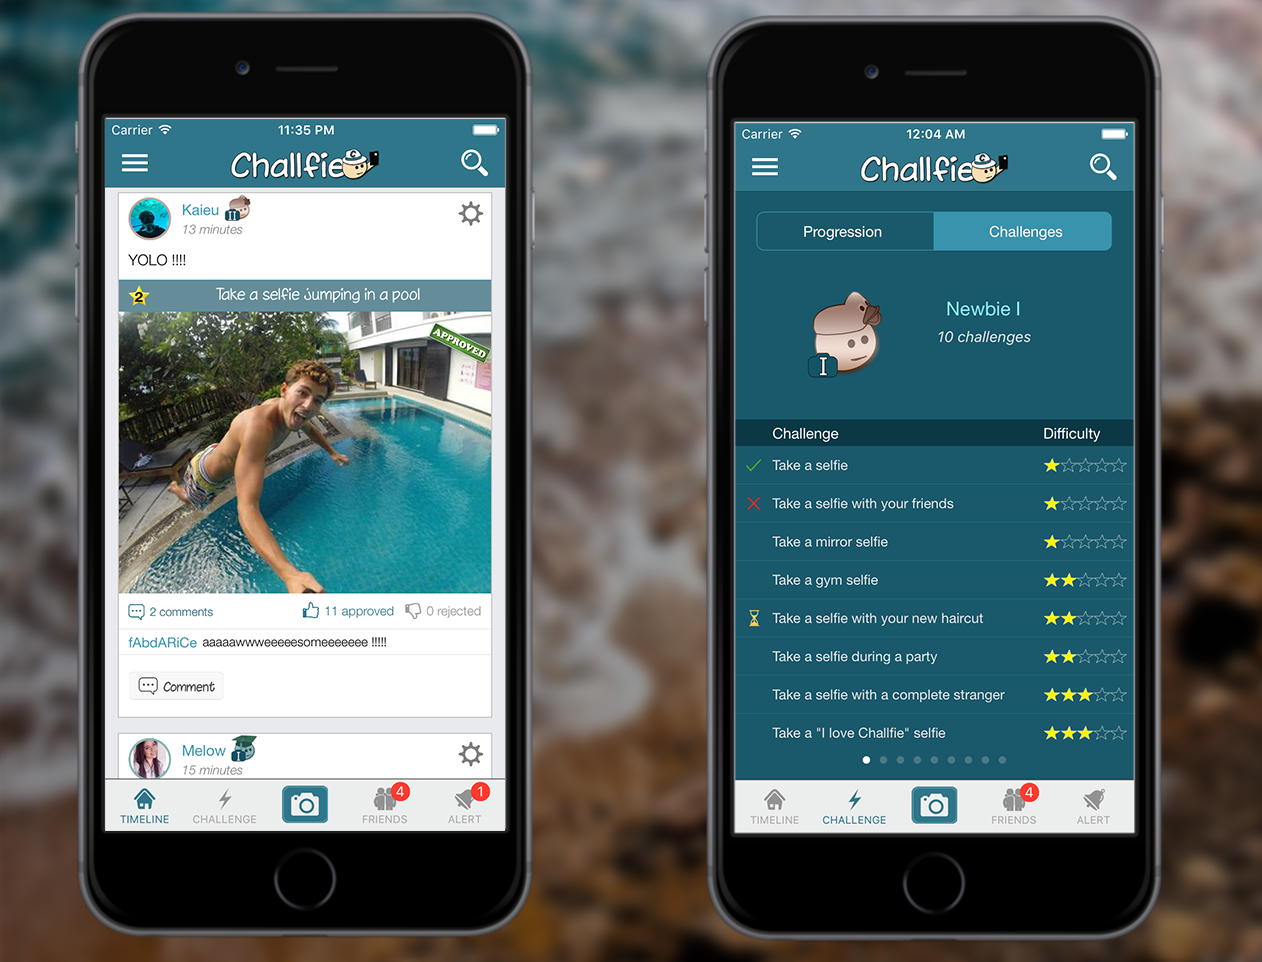 Carrier 11:35 PM
Challfie
Kaieu I
13 minutes
YOLO !!!!
2 Take a selfie Jumping in a pool
APPROVED
2 comments 11 approved 0 rejected
fAbdARiCe aaaaawwweeeeesomeeeeeee !!!!!
Comment
Melow I
15 minutes
4 1
TIMELINE CHALLENGE FRIENDS ALERT
Carrier 12:04 AM
Challfie
Progression Challenges
Newbie I
10 challenges
I
Challenge Difficulty
Take a selfie
Take a selfie with your friends
Take a mirror selfie
Take a gym selfie
Take a selfie with your new haircut
Take a selfie during a party
Take a selfie with a complete stranger
Take a "I love Challfie" selfie
4
TIMELINE CHALLENGE FRIENDS ALERT